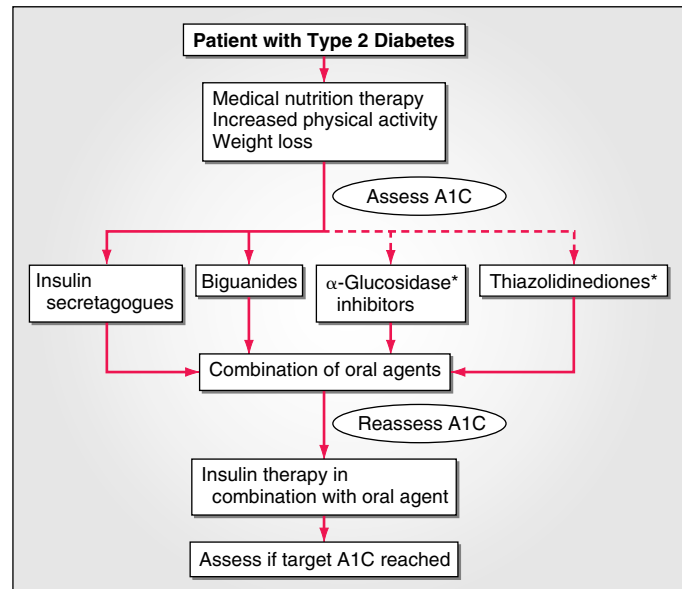 Patient with Type 2 Diabetes
Medical nutrition therapy
Increased physical activity
Weight loss
Assess A1C
Insulin
secretagogues
Biguanides
α-Glucosidase*
inhibitors
Thiazolidinediones*
Combination of oral agents
Reassess A1C
Insulin therapy in
combination with oral agent
Assess if target A1C reached